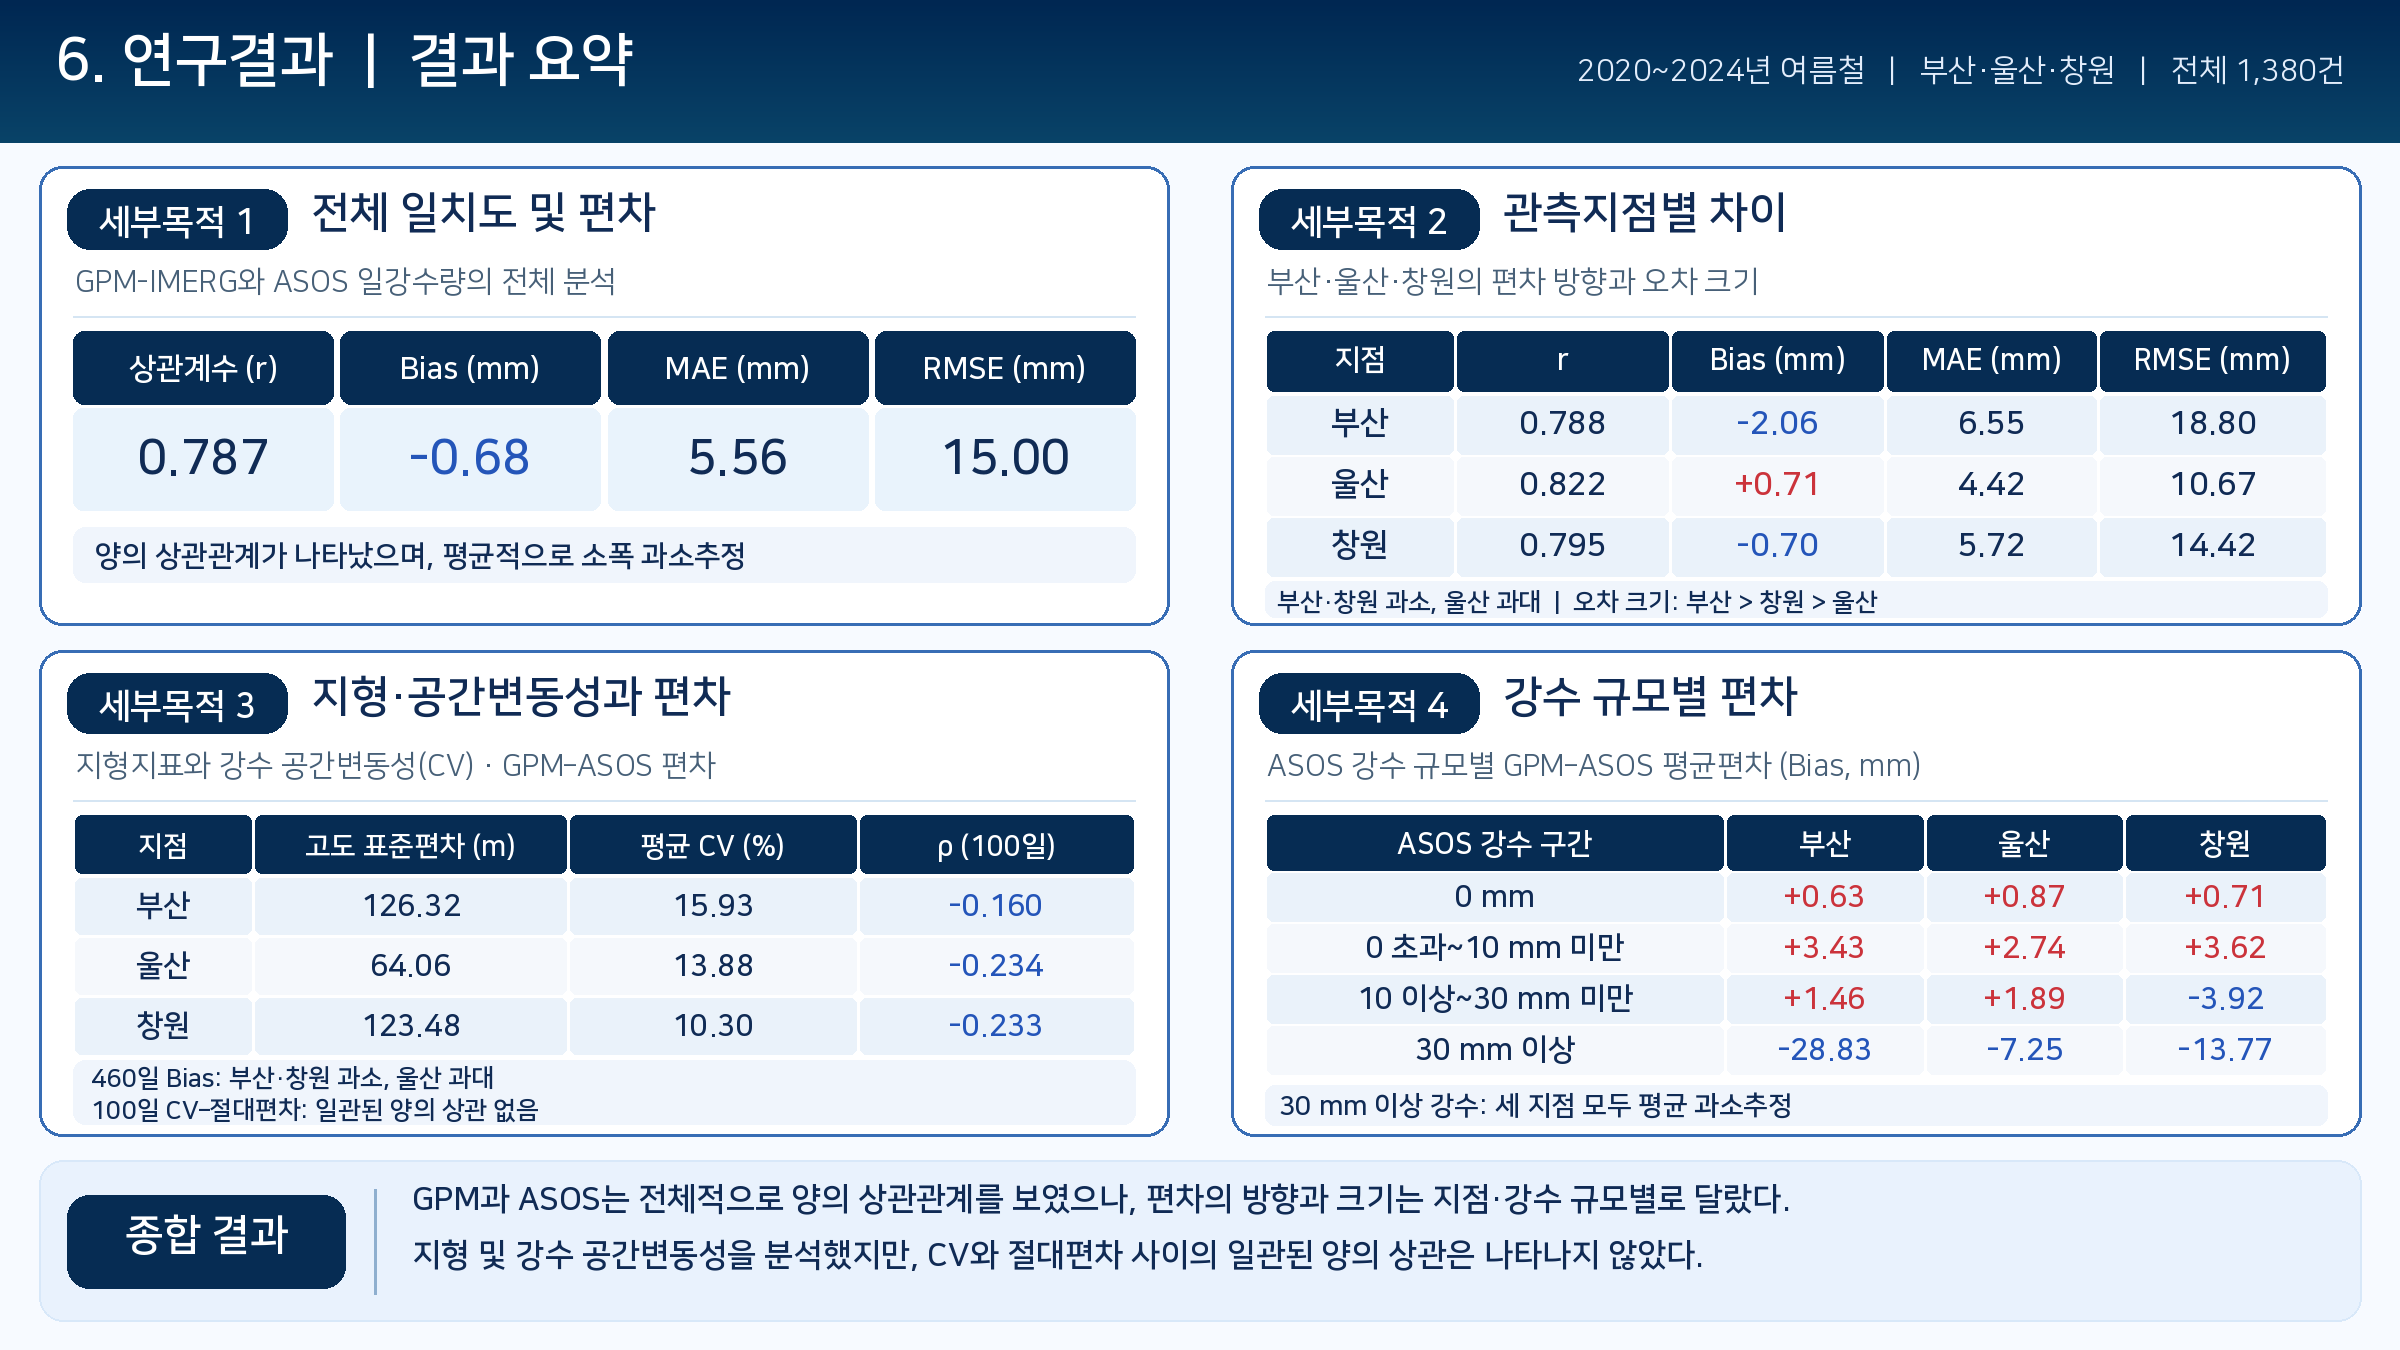 6. 연구결과 | 결과 요약
2020~2024년 여름철 | 부산·울산·창원 | 전체 1,380건
세부목적 1 전체 일치도 및 편차
GPM-IMERG와 ASOS 일강수량의 전체 분석
상관계수 (r) Bias (mm) MAE (mm) RMSE (mm)
0.787 -0.68 5.56 15.00
양의 상관관계가 나타났으며, 평균적으로 소폭 과소추정
세부목적 2 관측지점별 차이
부산·울산·창원의 편차 방향과 오차 크기
지점 r Bias (mm) MAE (mm) RMSE (mm)
부산 0.788 -2.06 6.55 18.80
울산 0.822 +0.71 4.42 10.67
창원 0.795 -0.70 5.72 14.42
부산·창원 과소, 울산 과대 | 오차 크기: 부산 > 창원 > 울산
세부목적 3 지형·공간변동성과 편차
지형지표와 강수 공간변동성(CV) · GPM-ASOS 편차
지점 고도 표준편차 (m) 평균 CV (%) ρ (100일)
부산 126.32 15.93 -0.160
울산 64.06 13.88 -0.234
창원 123.48 10.30 -0.233
460일 Bias: 부산·창원 과소, 울산 과대
100일 CV-절대편차: 일관된 양의 상관 없음
세부목적 4 강수 규모별 편차
ASOS 강수 규모별 GPM-ASOS 평균편차 (Bias, mm)
ASOS 강수 구간 부산 울산 창원
0 mm +0.63 +0.87 +0.71
0 초과~10 mm 미만 +3.43 +2.74 +3.62
10 이상~30 mm 미만 +1.46 +1.89 -3.92
30 mm 이상 -28.83 -7.25 -13.77
30 mm 이상 강수: 세 지점 모두 평균 과소추정
종합 결과
GPM과 ASOS는 전체적으로 양의 상관관계를 보였으나, 편차의 방향과 크기는 지점·강수 규모별로 달랐다.
지형 및 강수 공간변동성을 분석했지만, CV와 절대편차 사이의 일관된 양의 상관은 나타나지 않았다.